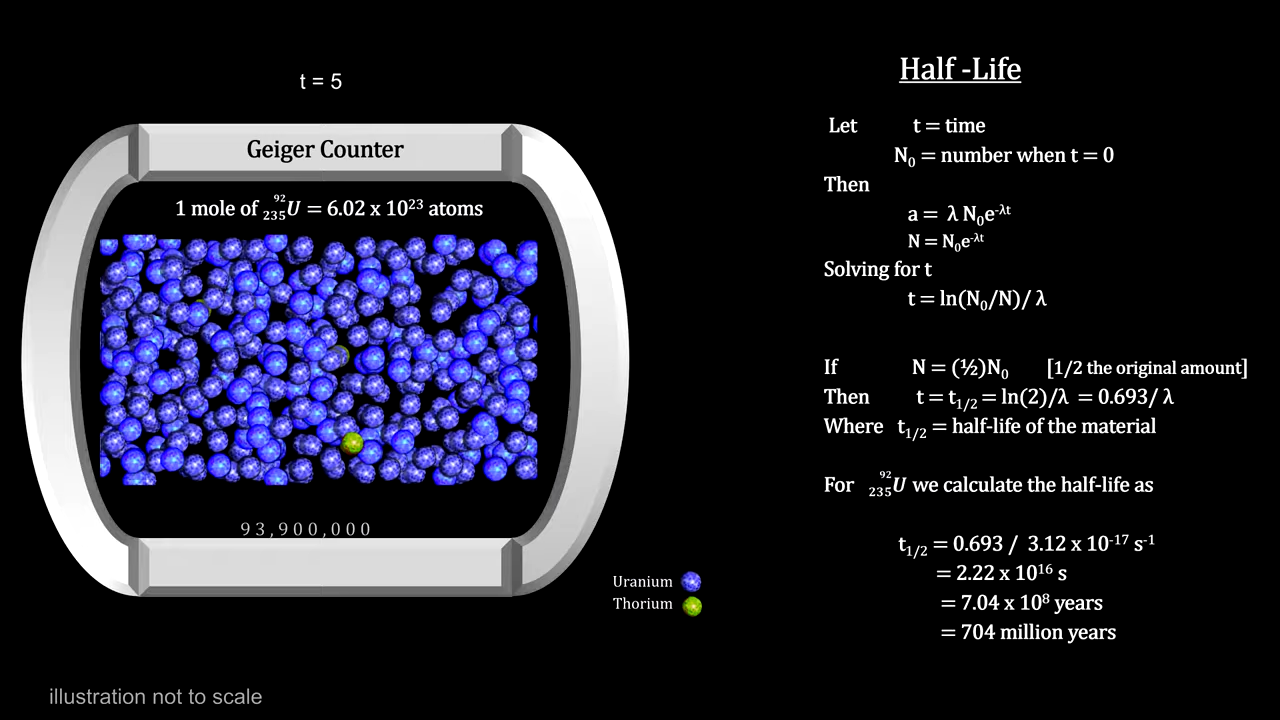 t = 5
Geiger Counter
1 mole of ⁹²₂₃₅U = 6.02 x 10²³ atoms
93,900,000
Uranium
Thorium
illustration not to scale
Half -Life
Let t = time
N₀ = number when t = 0
Then
a = λ N₀e^-λt
N = N₀e^-λt
Solving for t
t = ln(N₀/N)/ λ
If N = (½)N₀ [1/2 the original amount]
Then t = t₁/₂ = ln(2)/λ = 0.693/ λ
Where t₁/₂ = half-life of the material
For ⁹²₂₃₅U we calculate the half-life as
t₁/₂ = 0.693 / 3.12 x 10⁻¹⁷ s⁻¹
= 2.22 x 10¹⁶ s
= 7.04 x 10⁸ years
= 704 million years